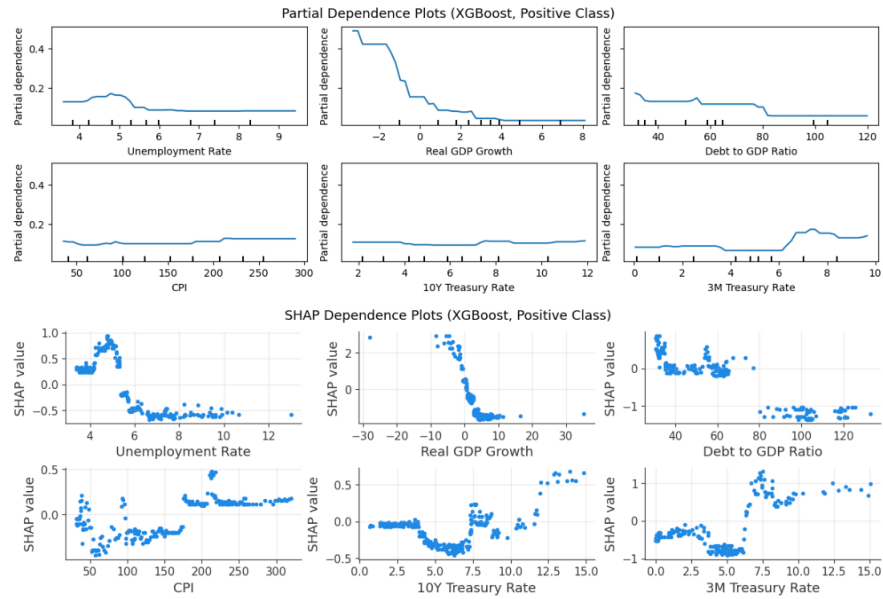 Partial Dependence Plots (XGBoost, Positive Class)
Partial dependence
0.4
0.2
4 5 6 7 8 9
Unemployment Rate
Partial dependence
−2 0 2 4 6 8
Real GDP Growth
Partial dependence
40 60 80 100 120
Debt to GDP Ratio
Partial dependence
0.4
0.2
50 100 150 200 250 300
CPI
Partial dependence
2 4 6 8 10 12
10Y Treasury Rate
Partial dependence
0 2 4 6 8 10
3M Treasury Rate
SHAP Dependence Plots (XGBoost, Positive Class)
SHAP value
1.0
0.5
0.0
−0.5
4 6 8 10 12
Unemployment Rate
SHAP value
2
0
−30 −20 −10 0 10 20 30
Real GDP Growth
SHAP value
0
−1
40 60 80 100 120
Debt to GDP Ratio
SHAP value
0.5
0.0
−0.5
50 100 150 200 250 300
CPI
SHAP value
0.5
0.0
−0.5
0.0 2.5 5.0 7.5 10.0 12.5 15.0
10Y Treasury Rate
SHAP value
1
0
−1
0.0 2.5 5.0 7.5 10.0 12.5 15.0
3M Treasury Rate